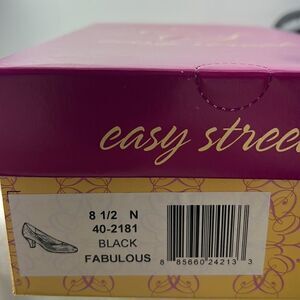 easy stree
8 1/2 N
40-2181
BLACK
FABULOUS
8 85660 24213 3